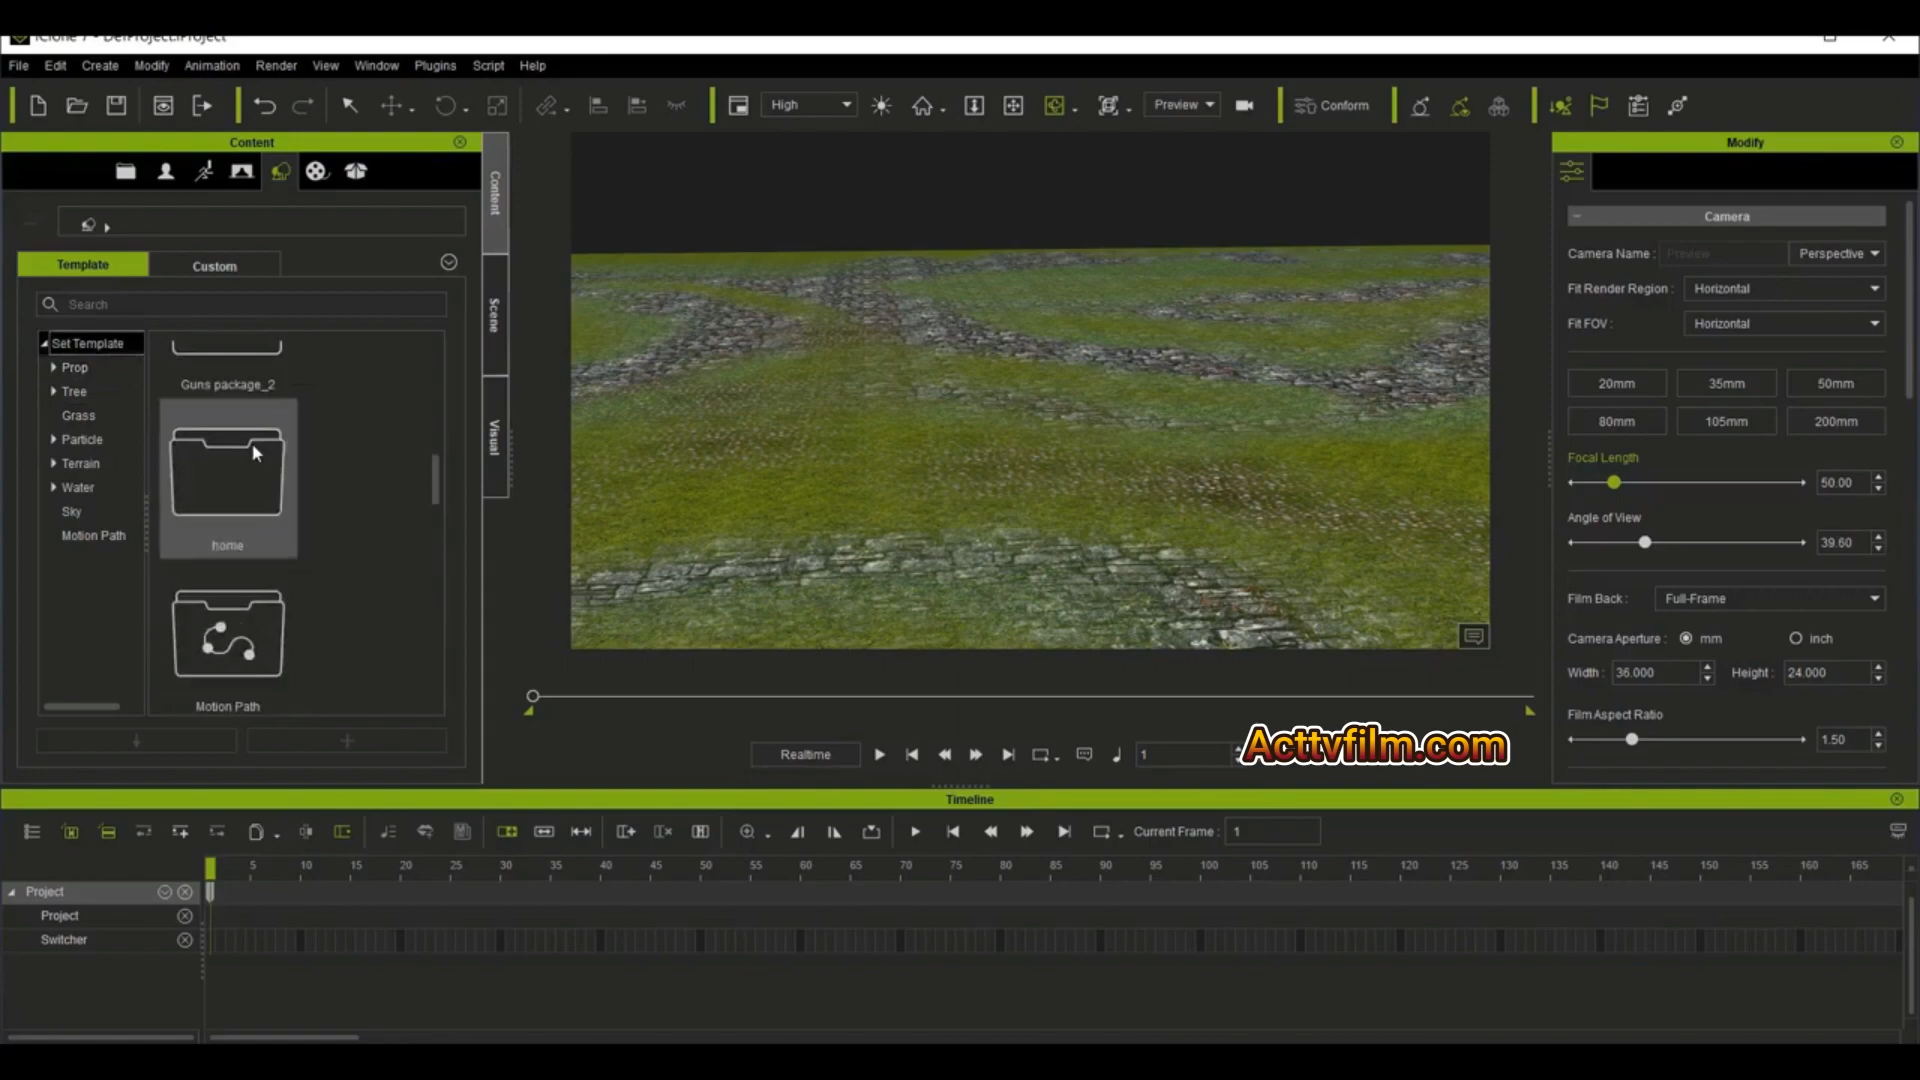 iClone 7 - DefProject.iProject
File Edit Create Modify Animation Render View Window Plugins Script Help
High Preview Conform
Content
Modify
Content
Scene
Visual
Template Custom
Search
Set Template
Prop
Tree
Grass
Particle
Terrain
Water
Sky
Motion Path
Guns package_2
home
Motion Path
Camera
Camera Name : Preview Perspective
Fit Render Region : Horizontal
Fit FOV : Horizontal
20mm 35mm 50mm
80mm 105mm 200mm
Focal Length
50.00
Angle of View
39.60
Film Back : Full-Frame
Camera Aperture : mm inch
Width : 36.000 Height : 24.000
Film Aspect Ratio
1.50
Realtime 1
Acttvfilm.com
Timeline
Current Frame : 1
5 10 15 20 25 30 35 40 45 50 55 60 65 70 75 80 85 90 95 100 105 110 115 120 125 130 135 140 145 150 155 160 165
Project
Project
Switcher